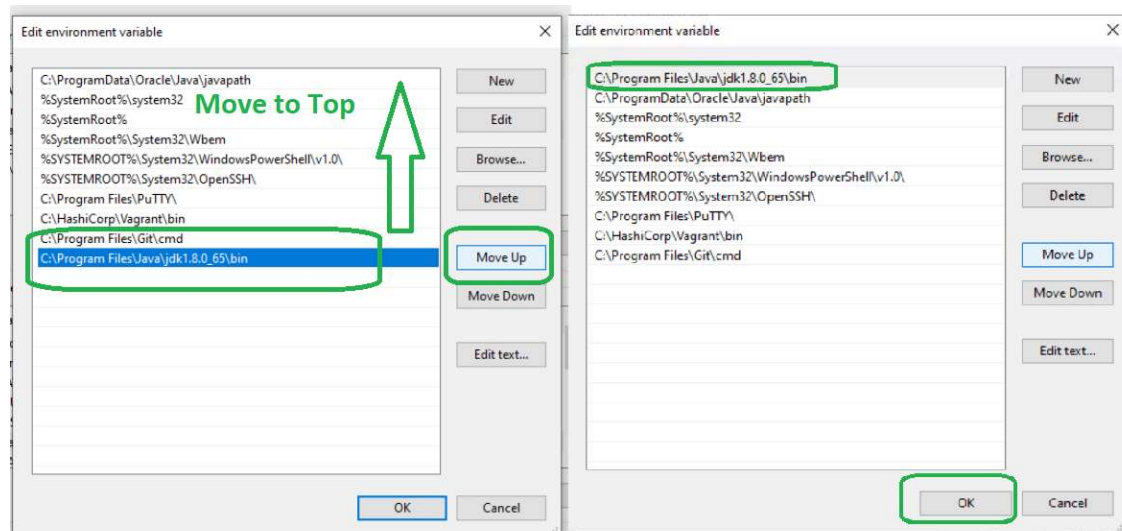 Edit environment variable
C:\ProgramData\Oracle\Java\javapath
%SystemRoot%\system32
%SystemRoot%
%SystemRoot%\System32\Wbem
%SYSTEMROOT%\System32\WindowsPowerShell\v1.0\
%SYSTEMROOT%\System32\OpenSSH\
C:\Program Files\PuTTY\
C:\HashiCorp\Vagrant\bin
C:\Program Files\Git\cmd
C:\Program Files\Java\jdk1.8.0_65\bin
Move to Top
New
Edit
Browse...
Delete
Move Up
Move Down
Edit text...
OK
Cancel
Edit environment variable
C:\Program Files\Java\jdk1.8.0_65\bin
C:\ProgramData\Oracle\Java\javapath
%SystemRoot%\system32
%SystemRoot%
%SystemRoot%\System32\Wbem
%SYSTEMROOT%\System32\WindowsPowerShell\v1.0\
%SYSTEMROOT%\System32\OpenSSH\
C:\Program Files\PuTTY\
C:\HashiCorp\Vagrant\bin
C:\Program Files\Git\cmd
New
Edit
Browse...
Delete
Move Up
Move Down
Edit text...
OK
Cancel